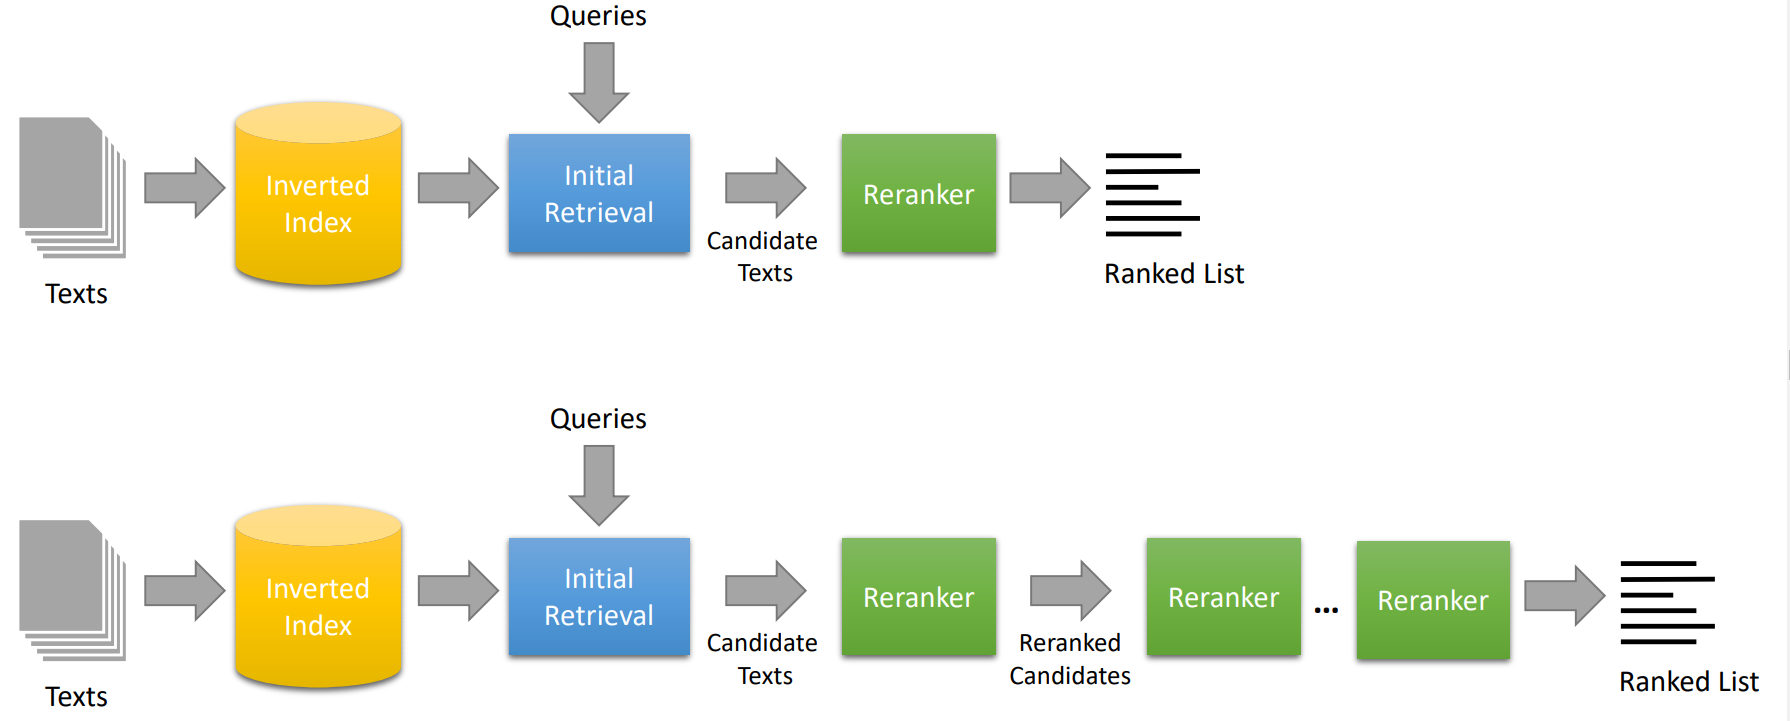 Queries
Texts
Inverted
Index
Initial
Retrieval
Candidate
Texts
Reranker
Ranked List
Queries
Texts
Inverted
Index
Initial
Retrieval
Candidate
Texts
Reranker
Reranked
Candidates
Reranker
...
Reranker
Ranked List